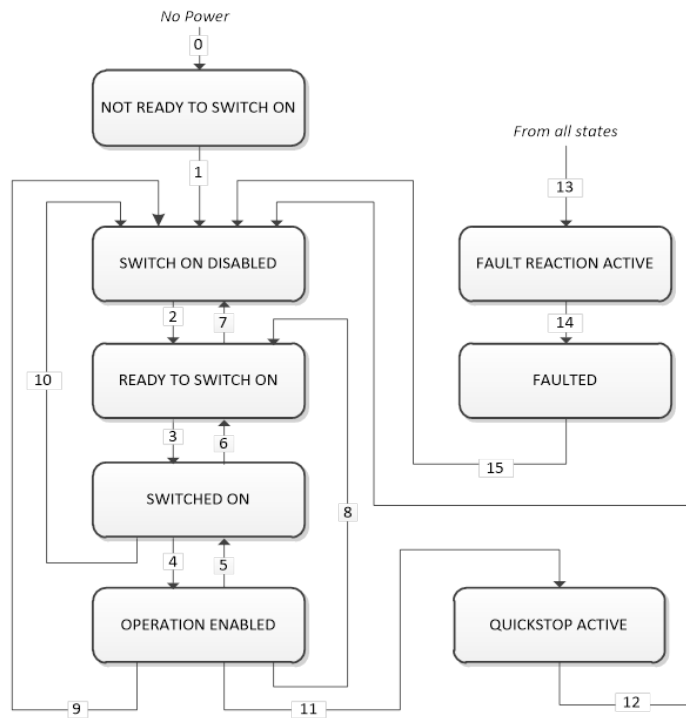 No Power
0
NOT READY TO SWITCH ON
From all states
1
13
SWITCH ON DISABLED
FAULT REACTION ACTIVE
2
7
14
10
READY TO SWITCH ON
FAULTED
3
6
15
SWITCHED ON
8
4
5
OPERATION ENABLED
QUICKSTOP ACTIVE
9
11
12